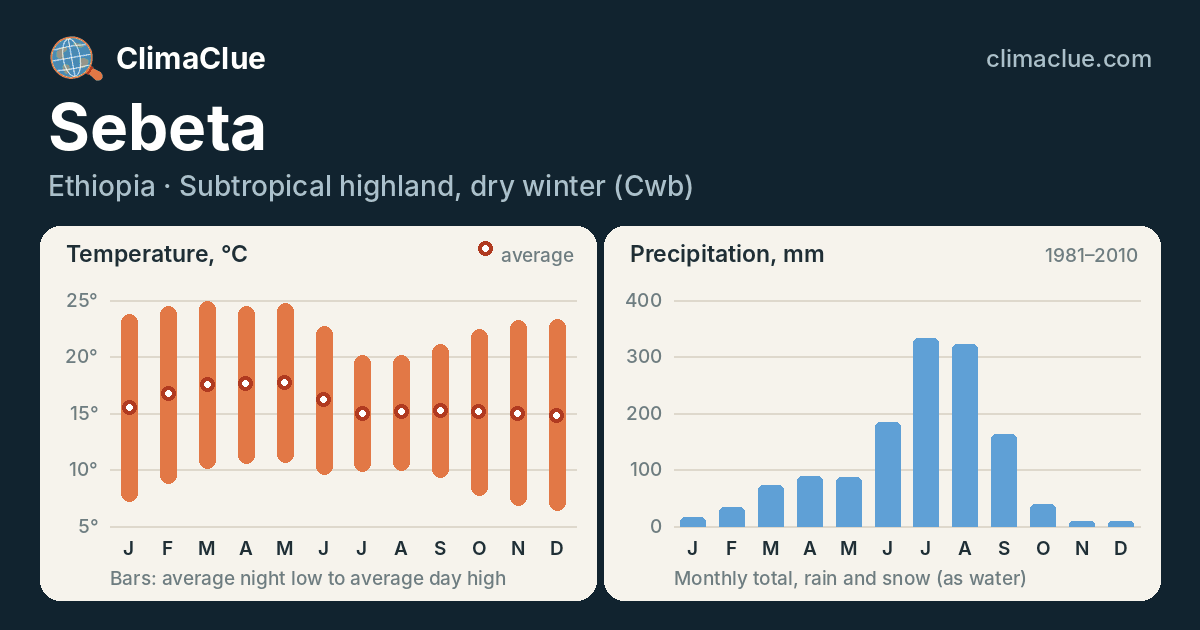 ClimaClue
climaclue.com
Sebeta
Ethiopia · Subtropical highland, dry winter (Cwb)
Temperature, °C
average
25°
20°
15°
10°
5°
J F M A M J J A S O N D
Bars: average night low to average day high
Precipitation, mm
1981–2010
400
300
200
100
0
J F M A M J J A S O N D
Monthly total, rain and snow (as water)